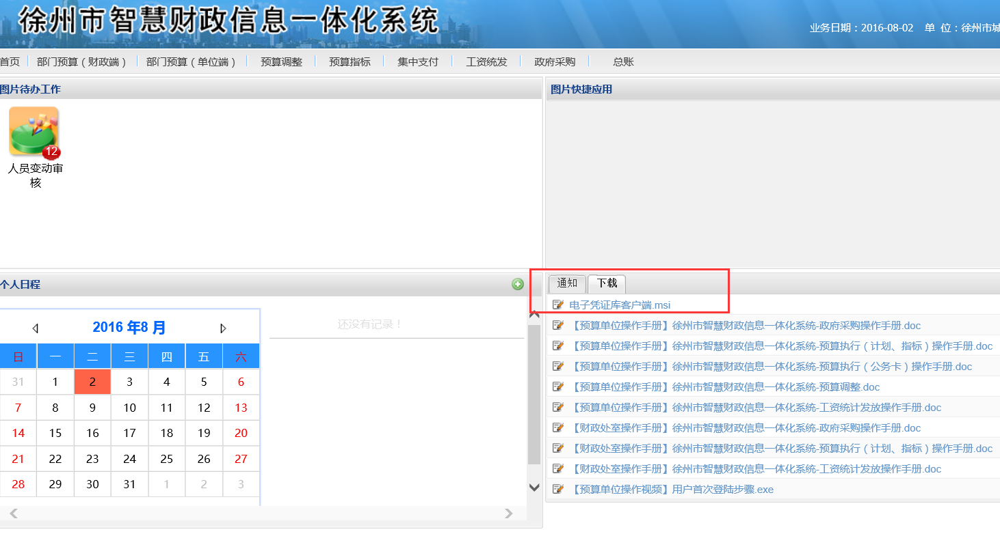 徐州市智慧财政信息一体化系统
业务日期：2016-08-02 单 位：徐州市城
首页 部门预算（财政端） 部门预算（单位端） 预算调整 预算指标 集中支付 工资统发 政府采购 总账
图片待办工作
图片快捷应用
12
人员变动审
核
个人日程
2016 年8 月
日 一 二 三 四 五 六
31 1 2 3 4 5 6
7 8 9 10 11 12 13
14 15 16 17 18 19 20
21 22 23 24 25 26 27
28 29 30 31 1 2 3
还没有记录！
通知 下载
电子凭证库客户端.msi
【预算单位操作手册】徐州市智慧财政信息一体化系统-政府采购操作手册.doc
【预算单位操作手册】徐州市智慧财政信息一体化系统-预算执行（计划、指标）操作手册.doc
【预算单位操作手册】徐州市智慧财政信息一体化系统-预算执行（公务卡）操作手册.doc
【预算单位操作手册】徐州市智慧财政信息一体化系统-预算调整.doc
【预算单位操作手册】徐州市智慧财政信息一体化系统-工资统计发放操作手册.doc
【财政处室操作手册】徐州市智慧财政信息一体化系统-政府采购操作手册.doc
【财政处室操作手册】徐州市智慧财政信息一体化系统-预算执行（计划、指标）操作手册.doc
【财政处室操作手册】徐州市智慧财政信息一体化系统-工资统计发放操作手册.doc
【预算单位操作视频】用户首次登陆步骤.exe